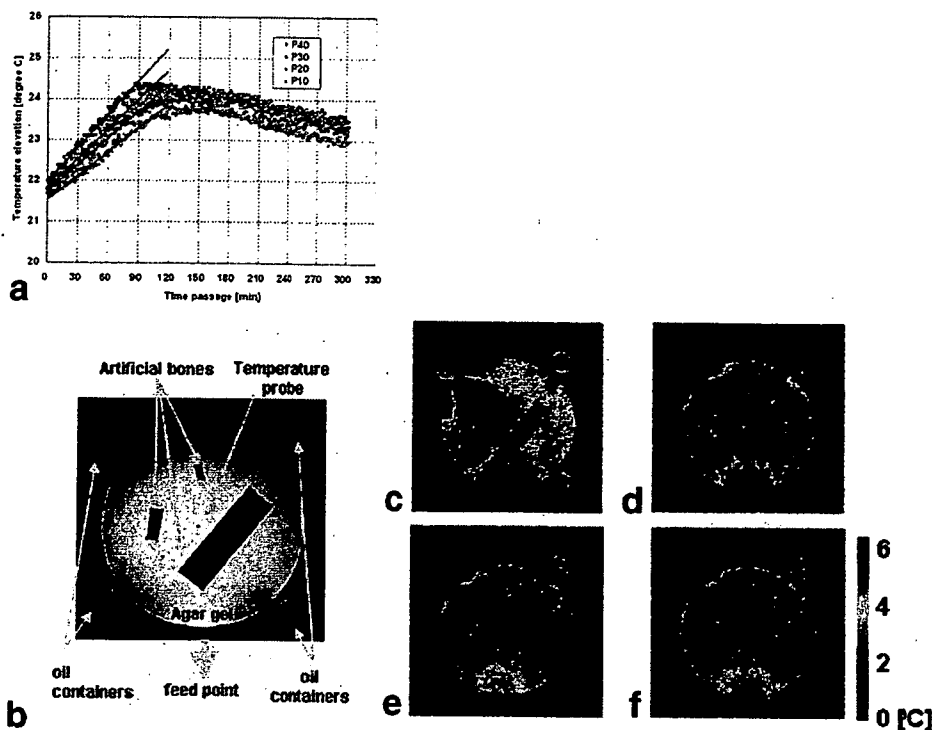 26
25
24
23
22
21
20
Temperature elevation [degree C]
P40
P30
P20
P10
0 30 60 90 120 150 180 210 240 270 300 330
Time passage [min]
a
Artificial bones
Temperature
probe
Agar gel
oil
containers
feed point
oil
containers
b
c
d
e
f
6
4
2
0 [°C]